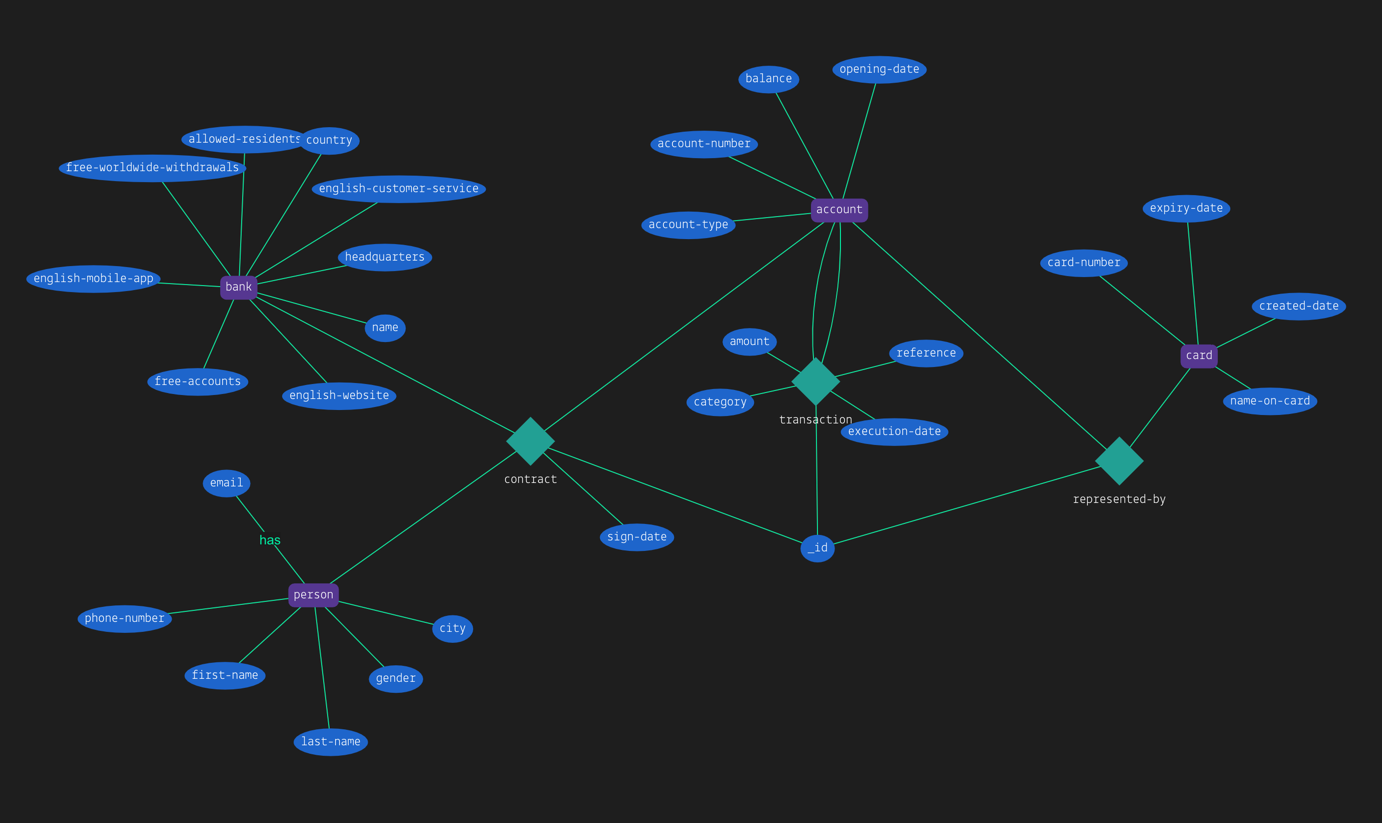 opening-date
balance
allowed-residents
country
account-number
free-worldwide-withdrawals
english-customer-service
expiry-date
account
account-type
headquarters
card-number
english-mobile-app
bank
created-date
name
amount
reference
card
free-accounts
english-website
category
name-on-card
transaction
execution-date
contract
email
represented-by
sign-date
has
_id
person
phone-number
city
first-name
gender
last-name